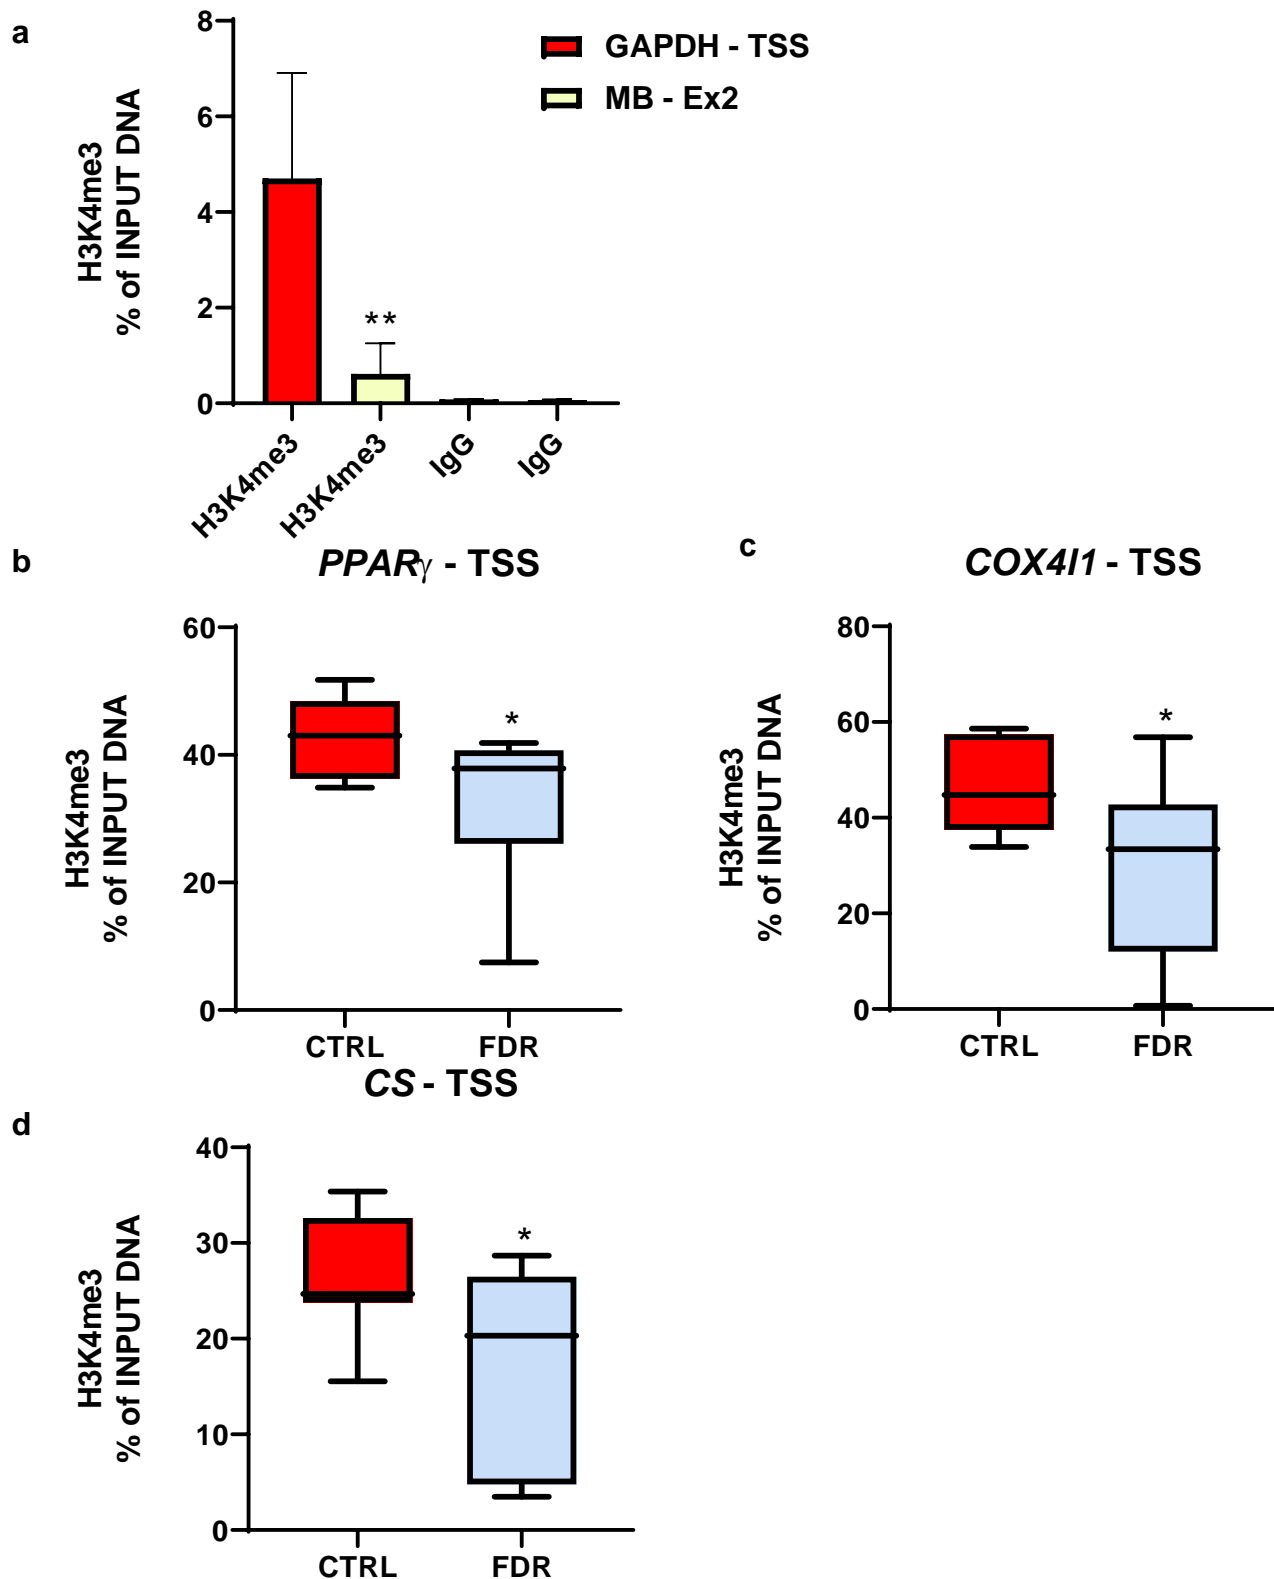 a
GAPDH - TSS
MB - Ex2
H3K4me3
% of INPUT DNA
8
6
4
2
0
**
H3K4me3
H3K4me3
IgG
IgG
b
PPARγ - TSS
H3K4me3
% of INPUT DNA
60
40
20
0
*
CTRL
FDR
c
COX4I1 - TSS
H3K4me3
% of INPUT DNA
80
60
40
20
0
*
CTRL
FDR
d
CS - TSS
H3K4me3
% of INPUT DNA
40
30
20
10
0
*
CTRL
FDR